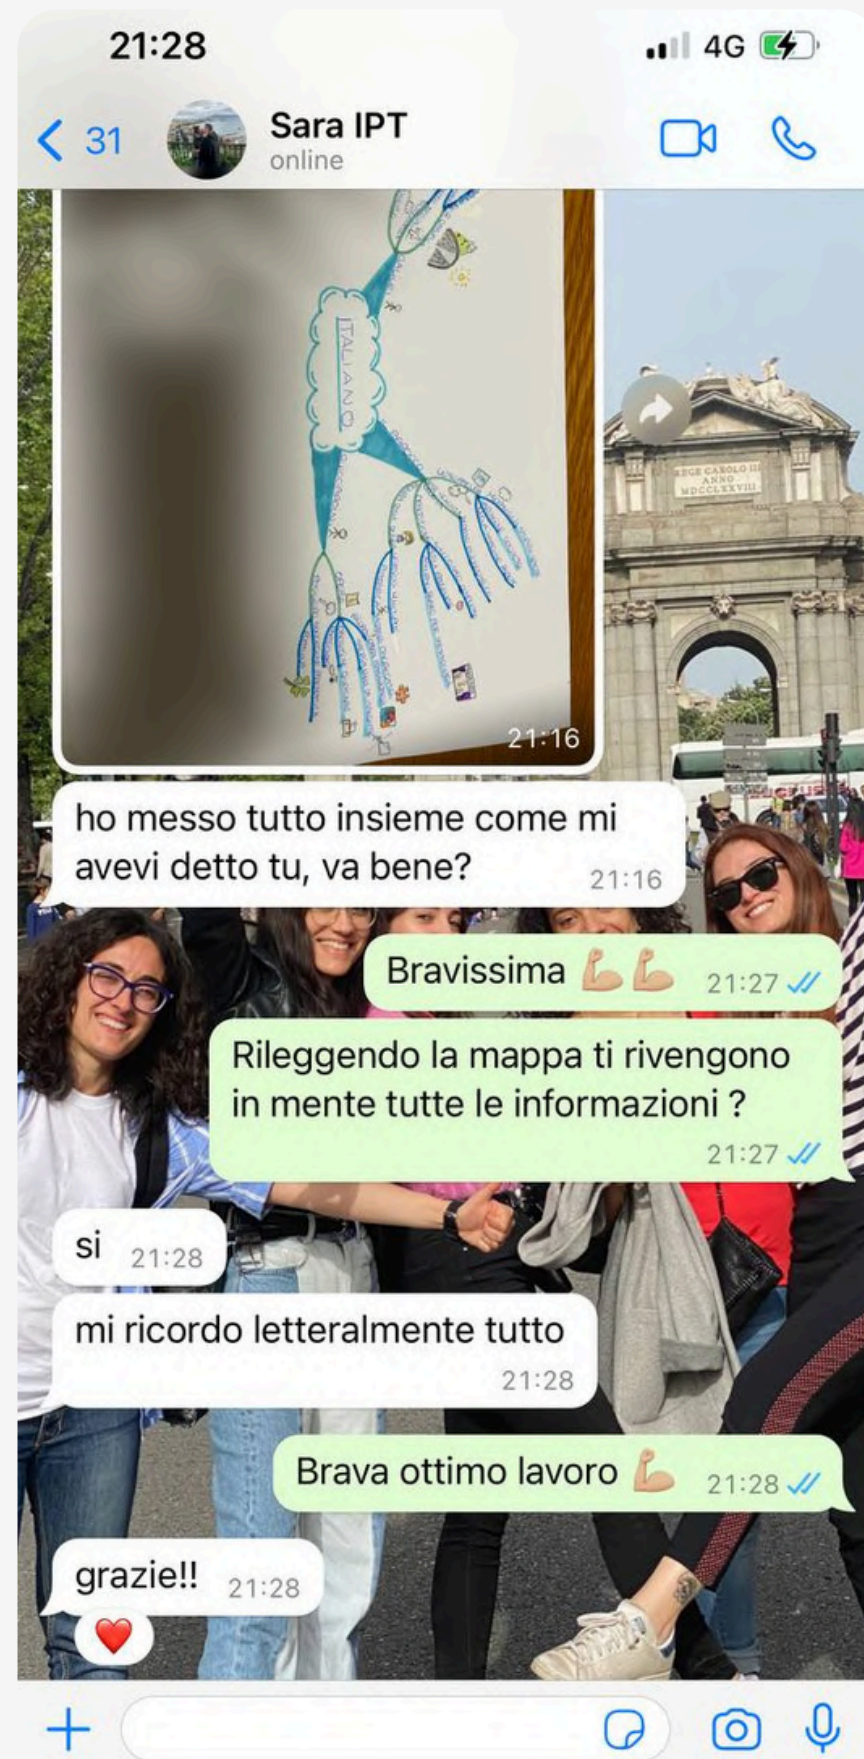 21:28
4G
31
Sara IPT
online
ITALIANO
REGE CAROLO III
ANNO
MDCCLXXVIII
21:16
ho messo tutto insieme come mi
avevi detto tu, va bene?
21:16
Bravissima 💪🏼💪🏼
21:27
Rileggendo la mappa ti rivengono
in mente tutte le informazioni ?
21:27
si
21:28
mi ricordo letteralmente tutto
21:28
Brava ottimo lavoro 💪🏼
21:28
grazie!!
21:28
❤️